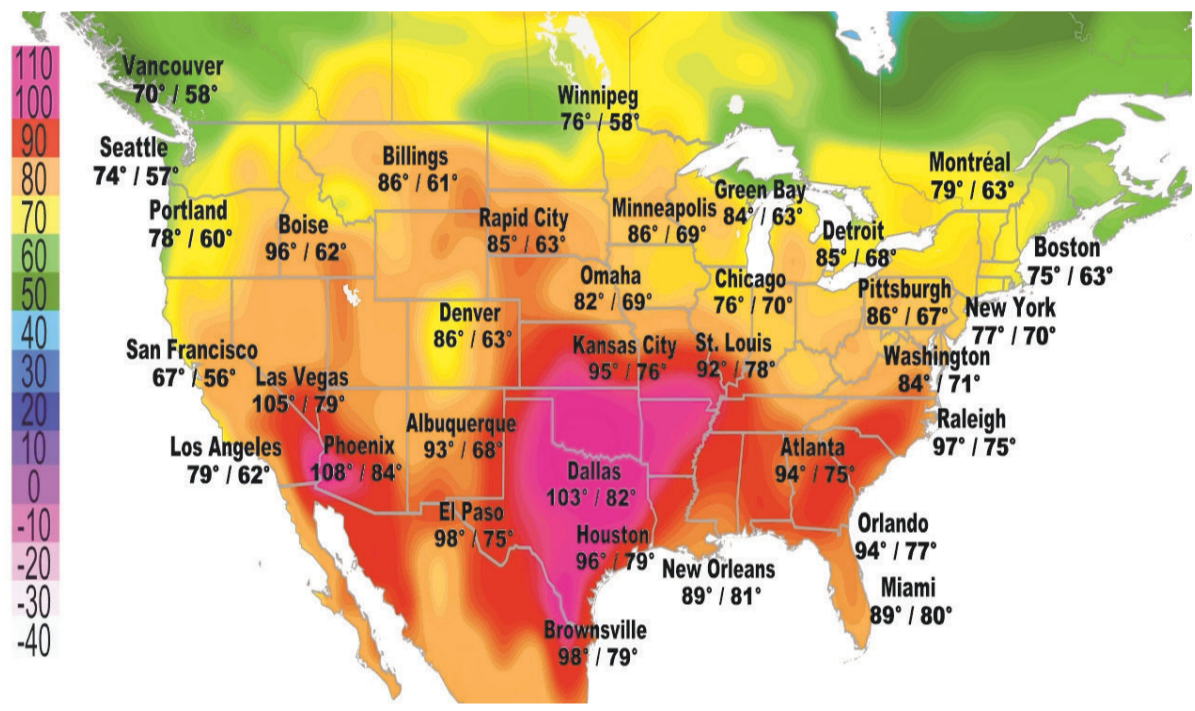 110
100
90
80
70
60
50
40
30
20
10
0
-10
-20
-30
-40
Vancouver
70° / 58°
Winnipeg
76° / 58°
Seattle
74° / 57°
Billings
86° / 61°
Montréal
79° / 63°
Portland
78° / 60°
Boise
96° / 62°
Rapid City
85° / 63°
Minneapolis
86° / 69°
Green Bay
84° / 63°
Detroit
85° / 68°
Boston
75° / 63°
Omaha
82° / 69°
Chicago
76° / 70°
Pittsburgh
86° / 67°
New York
77° / 70°
Denver
86° / 63°
San Francisco
67° / 56°
Las Vegas
105° / 79°
Kansas City
95° / 76°
St. Louis
92° / 78°
Washington
84° / 71°
Los Angeles
79° / 62°
Phoenix
108° / 84°
Albuquerque
93° / 68°
Dallas
103° / 82°
Atlanta
94° / 75°
Raleigh
97° / 75°
El Paso
98° / 75°
Houston
96° / 79°
New Orleans
89° / 81°
Orlando
94° / 77°
Miami
89° / 80°
Brownsville
98° / 79°